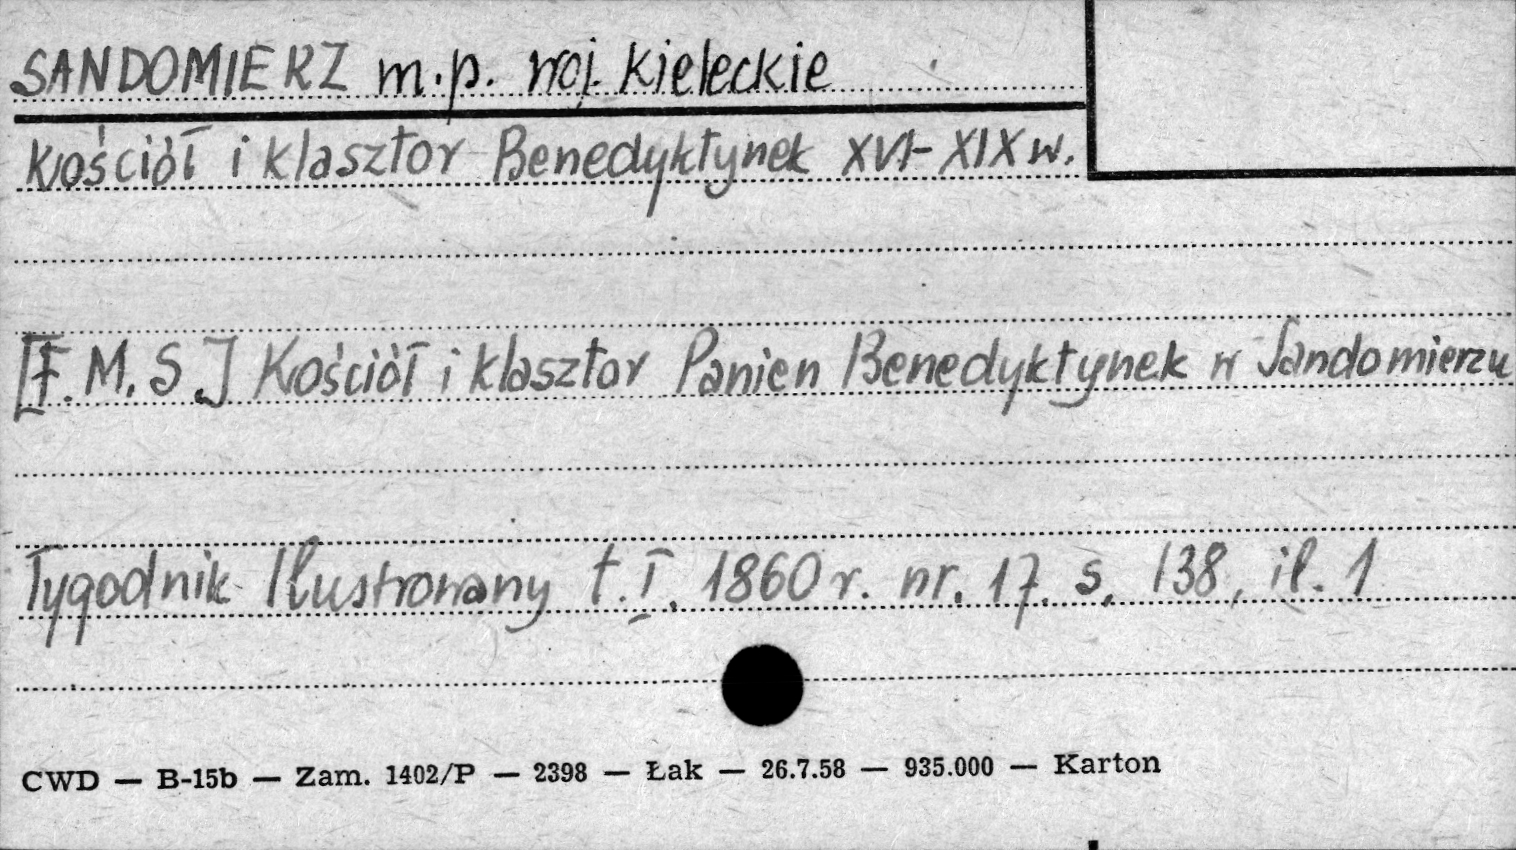 SANDOMIERZ m.p. woj. kieleckie
Kościół i klasztor Benedyktynek XVI-XIX w.
[F. M. S.] Kościół i klasztor Panien Benedyktynek w Sandomierzu
Tygodnik Ilustrowany t. I. 1860 r. nr. 17. s. 138, il. 1
CWD — B-15b — Zam. 1402/P — 2398 — Łak — 26.7.58 — 935.000 — Karton